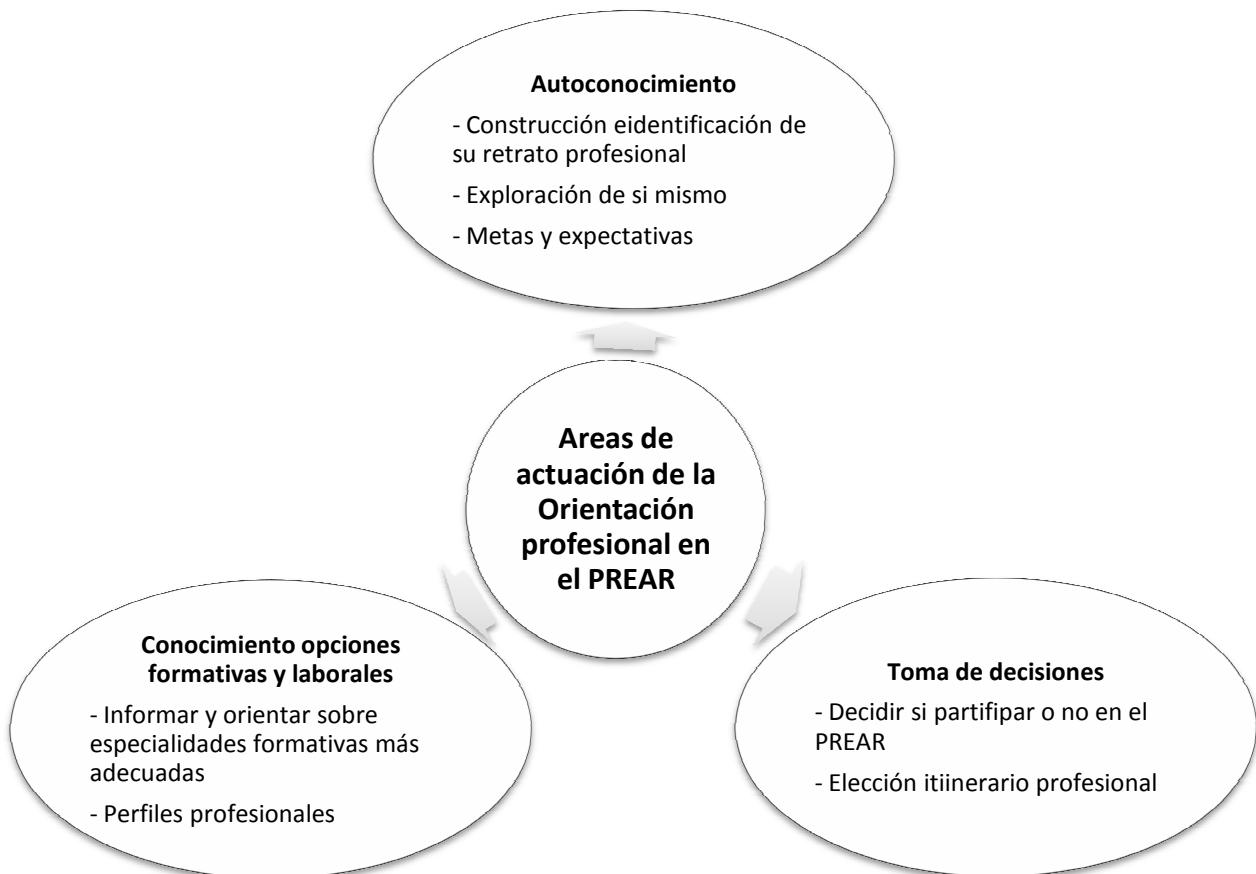 Autoconocimiento
- Construcción eidentificación de
su retrato profesional
- Exploración de si mismo
- Metas y expectativas
Areas de
actuación de la
Orientación
profesional en
el PREAR
Conocimiento opciones
formativas y laborales
- Informar y orientar sobre
especialidades formativas más
adecuadas
- Perfiles profesionales
Toma de decisiones
- Decidir si partifipar o no en el
PREAR
- Elección itiinerario profesional